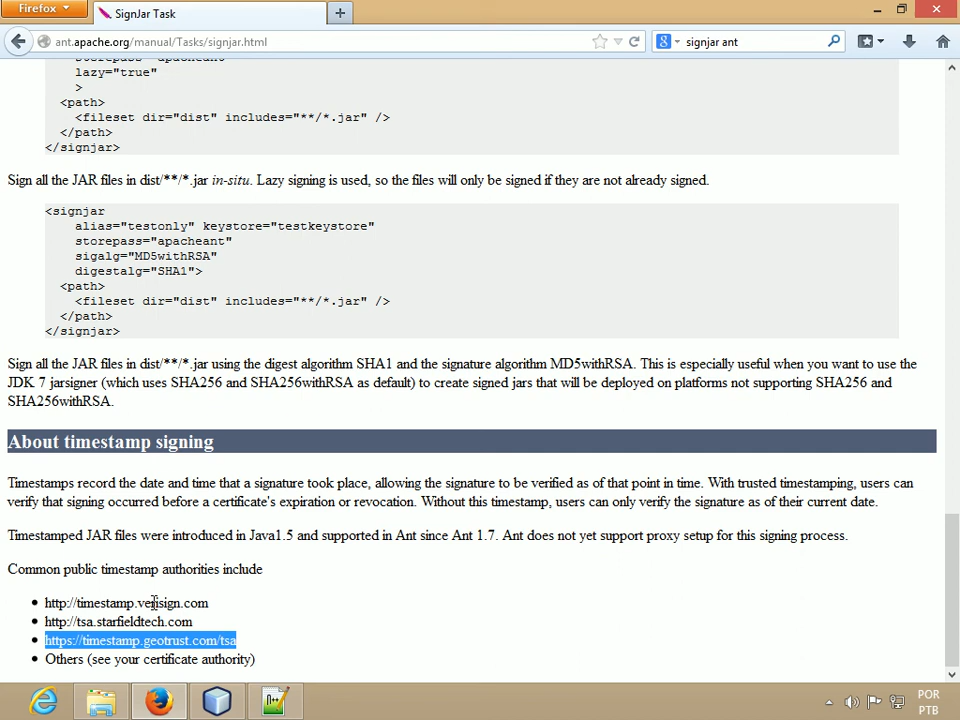 Firefox
SignJar Task
ant.apache.org/manual/Tasks/signjar.html
signjar ant
lazy="true"
>
<path>
<fileset dir="dist" includes="**/*.jar" />
</path>
</signjar>
Sign all the JAR files in dist/**/*.jar in-situ. Lazy signing is used, so the files will only be signed if they are not already signed.
<signjar
alias="testonly" keystore="testkeystore"
storepass="apacheant"
sigalg="MD5withRSA"
digestalg="SHA1">
<path>
<fileset dir="dist" includes="**/*.jar" />
</path>
</signjar>
Sign all the JAR files in dist/**/*.jar using the digest algorithm SHA1 and the signature algorithm MD5withRSA. This is especially useful when you want to use the
JDK 7 jarsigner (which uses SHA256 and SHA256withRSA as default) to create signed jars that will be deployed on platforms not supporting SHA256 and
SHA256withRSA.
About timestamp signing
Timestamps record the date and time that a signature took place, allowing the signature to be verified as of that point in time. With trusted timestamping, users can
verify that signing occurred before a certificate's expiration or revocation. Without this timestamp, users can only verify the signature as of their current date.
Timestamped JAR files were introduced in Java1.5 and supported in Ant since Ant 1.7. Ant does not yet support proxy setup for this signing process.
Common public timestamp authorities include
http://timestamp.verisign.com
http://tsa.starfieldtech.com
https://timestamp.geotrust.com/tsa
Others (see your certificate authority)
POR
PTB